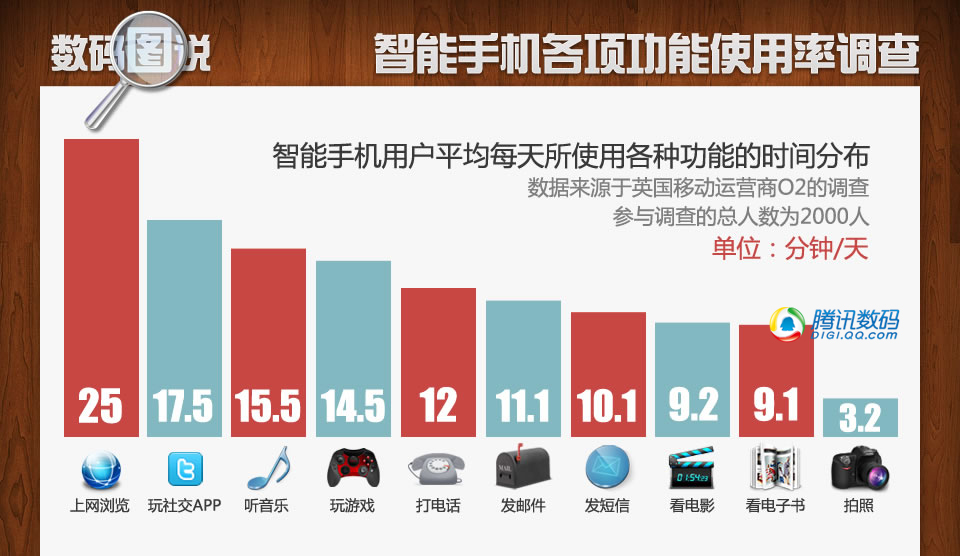 数码图说
智能手机各项功能使用率调查
智能手机用户平均每天所使用各种功能的时间分布
数据来源于英国移动运营商O2的调查
参与调查的总人数为2000人
单位：分钟/天
腾讯数码
DIGI.QQ.COM
25 17.5 15.5 14.5 12 11.1 10.1 9.2 9.1 3.2
MAIL
01:54:23
上网浏览 玩社交APP 听音乐 玩游戏 打电话 发邮件 发短信 看电影 看电子书 拍照